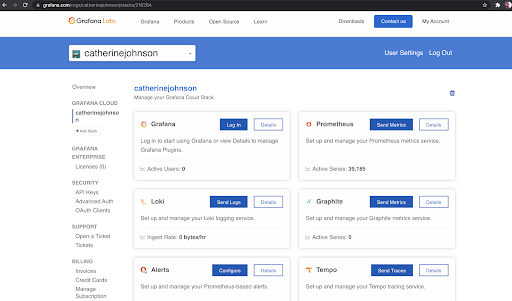 grafana.com/orgs/catherinejohnson/stacks/216284
Grafana Labs
Grafana Products Open Source Learn
Downloads Contact us My Account
catherinejohnson
User Settings Log Out
Overview
GRAFANA CLOUD
catherinejohnso
n
+ Add Stack
GRAFANA
ENTERPRISE
Licenses (0)
SECURITY
API Keys
Advanced Auth
OAuth Clients
SUPPORT
Open a Ticket
Tickets
BILLING
Invoices
Credit Cards
Manage
Subscription
catherinejohnson
Manage your Grafana Cloud Stack.
Grafana Log In Details
Log in to start using Grafana or view Details to manage
Grafana Plugins.
Active Users: 0
Prometheus Send Metrics Details
Set up and manage your Prometheus metrics service.
Active Series: 39,185
Loki Send Logs Details
Set up and manage your Loki logging service.
Ingest Rate: 0 bytes/hr
Graphite Send Metrics Details
Set up and manage your Graphite metrics service.
Active Series: 0
Alerts Configure Details
Set up and manage your Prometheus-based alerts.
Tempo Send Traces Details
Set up and manage your Tempo tracing service.